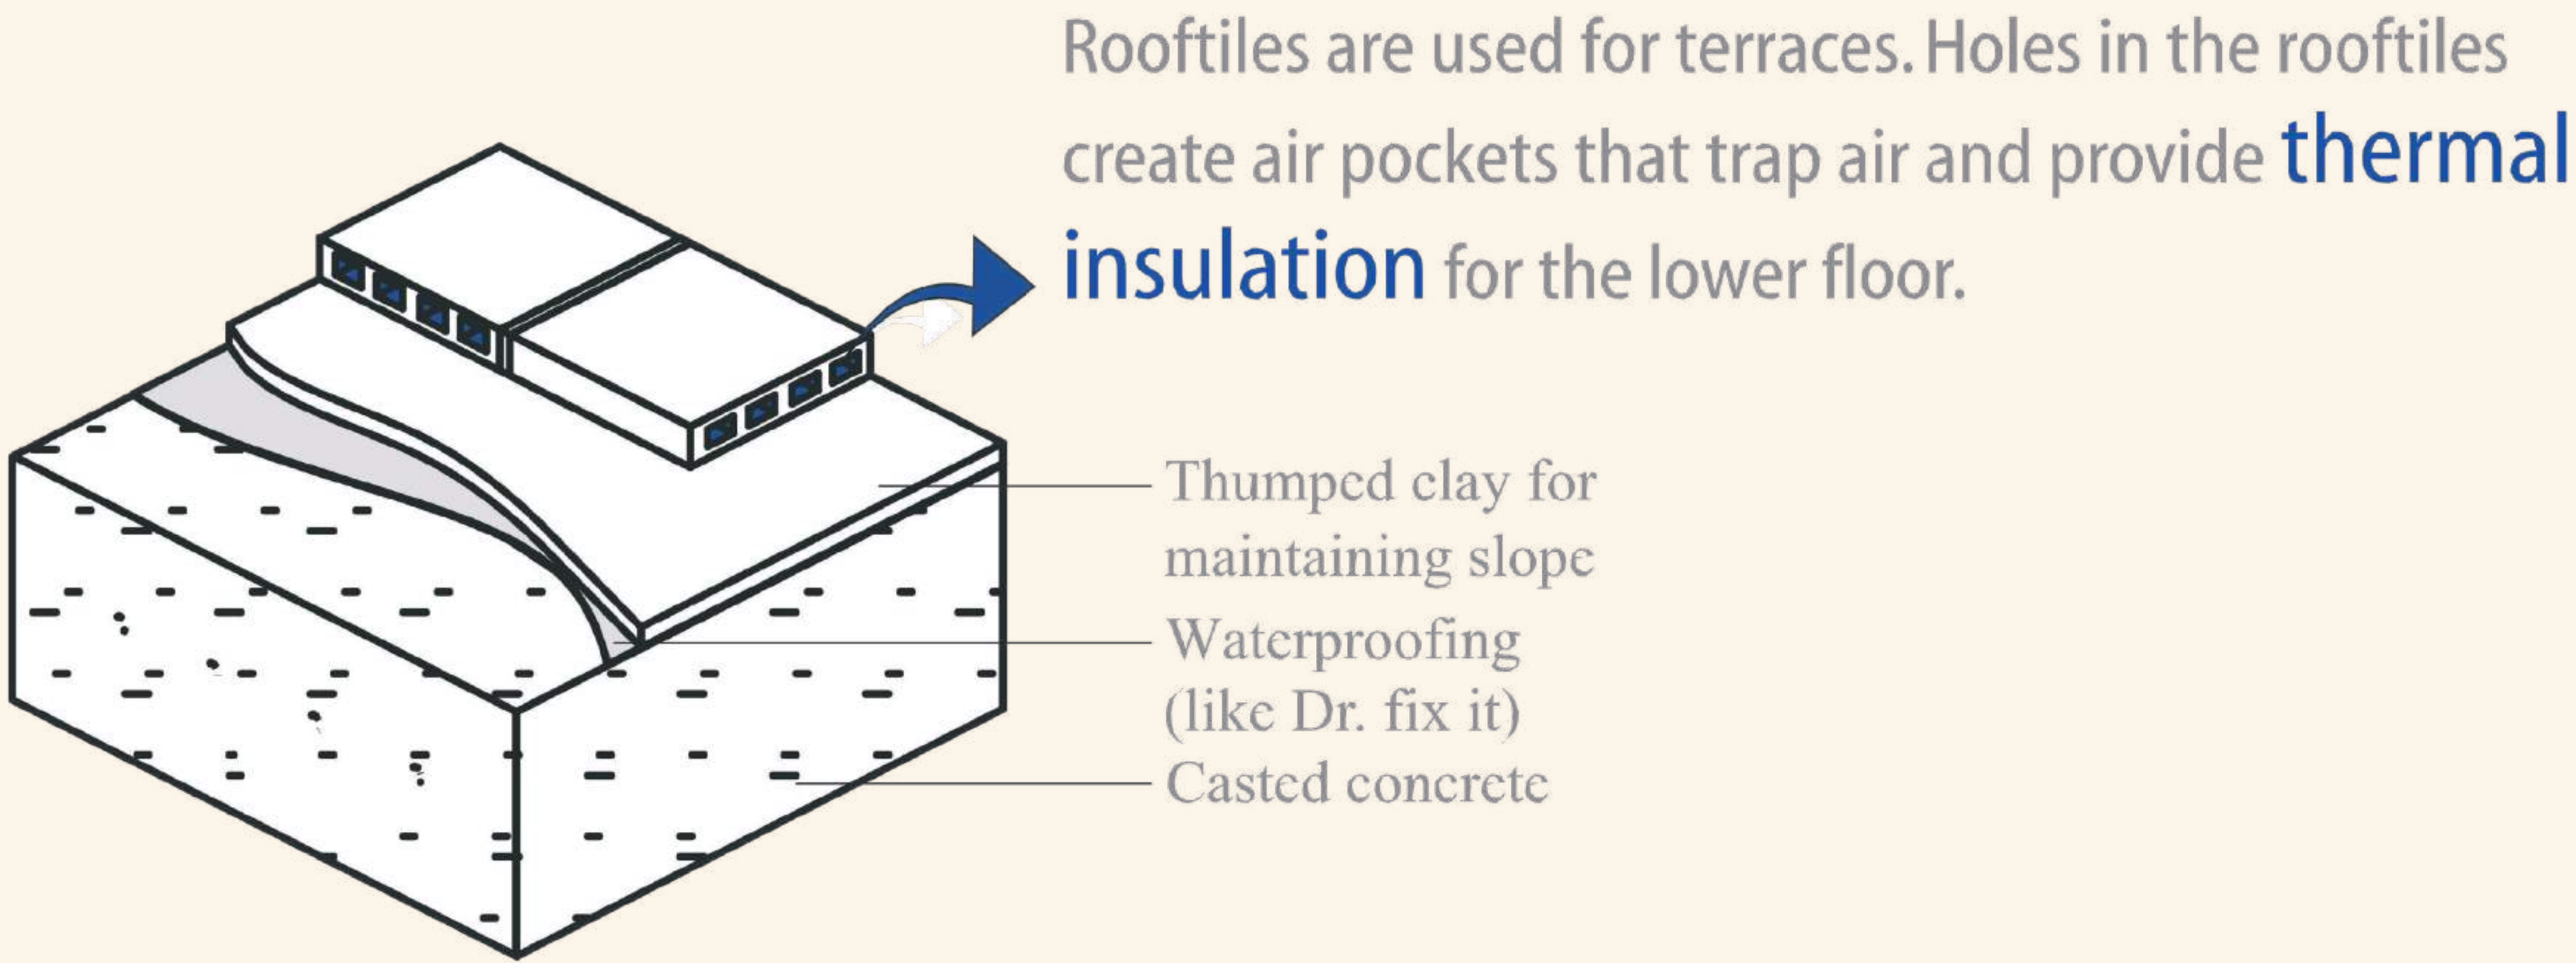 Rooftiles are used for terraces. Holes in the rooftiles
create air pockets that trap air and provide thermal
insulation for the lower floor.
Thumped clay for
maintaining slope
Waterproofing
(like Dr. fix it)
Casted concrete